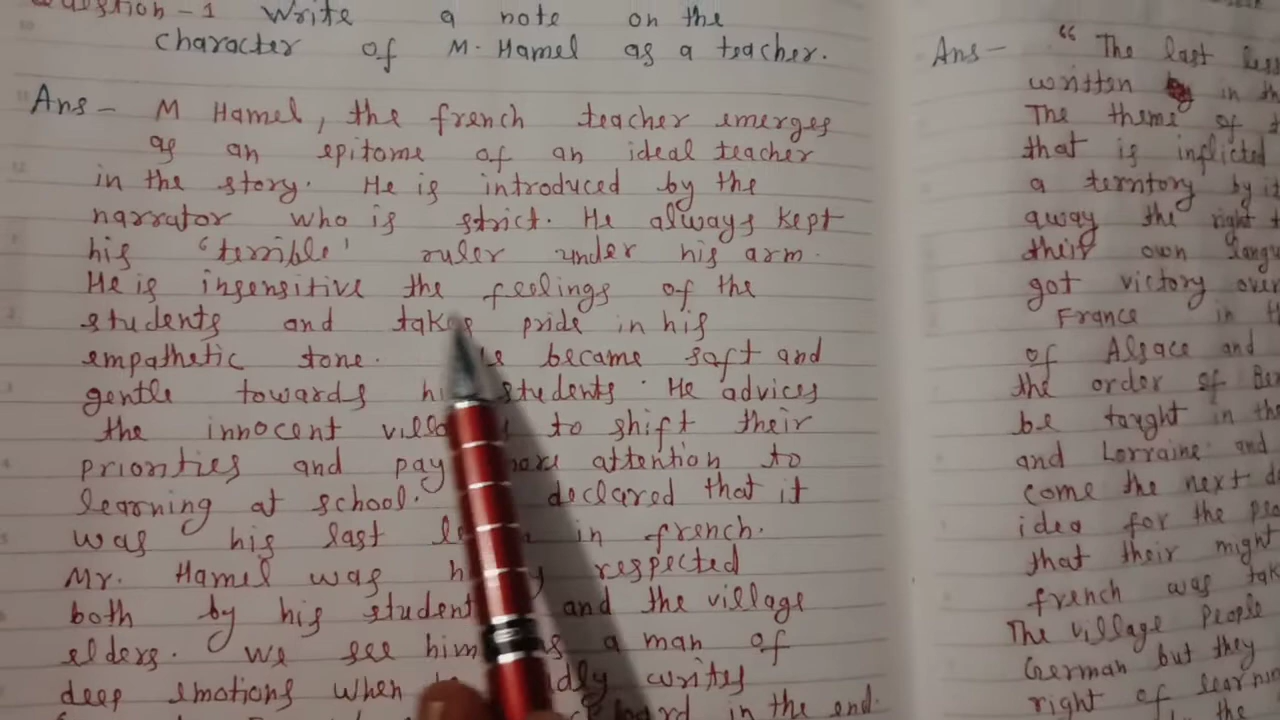 Question - 1 Write a note on the
character of M. Hamel as a teacher.
Ans - M Hamel, the french teacher emerges
as an epitome of an ideal teacher
in the story. He is introduced by the
narrator who is strict. He always kept
his 'terrible' ruler under his arm.
He is insensitive the feelings of the
students and takes pride in his
empathetic tone. became saft and
gentle towards students. He advices
the innocent to shift their
priorities and pay more attention to
learning at school. declared that it
was his last in french.
Mr. Hamel was respected
both by his student and the village
elders. We see him as a man of
deep emotions when writes
board in the end.
Ans - "The last
written in
The theme of
that is inflicted
a terntory by
away the right
their own
got victory over
France in
of Alsace and
the order of
be taught in
and Lorraine and
come the next
idea for the
that their might
french was
The village people
German but they
right of
the